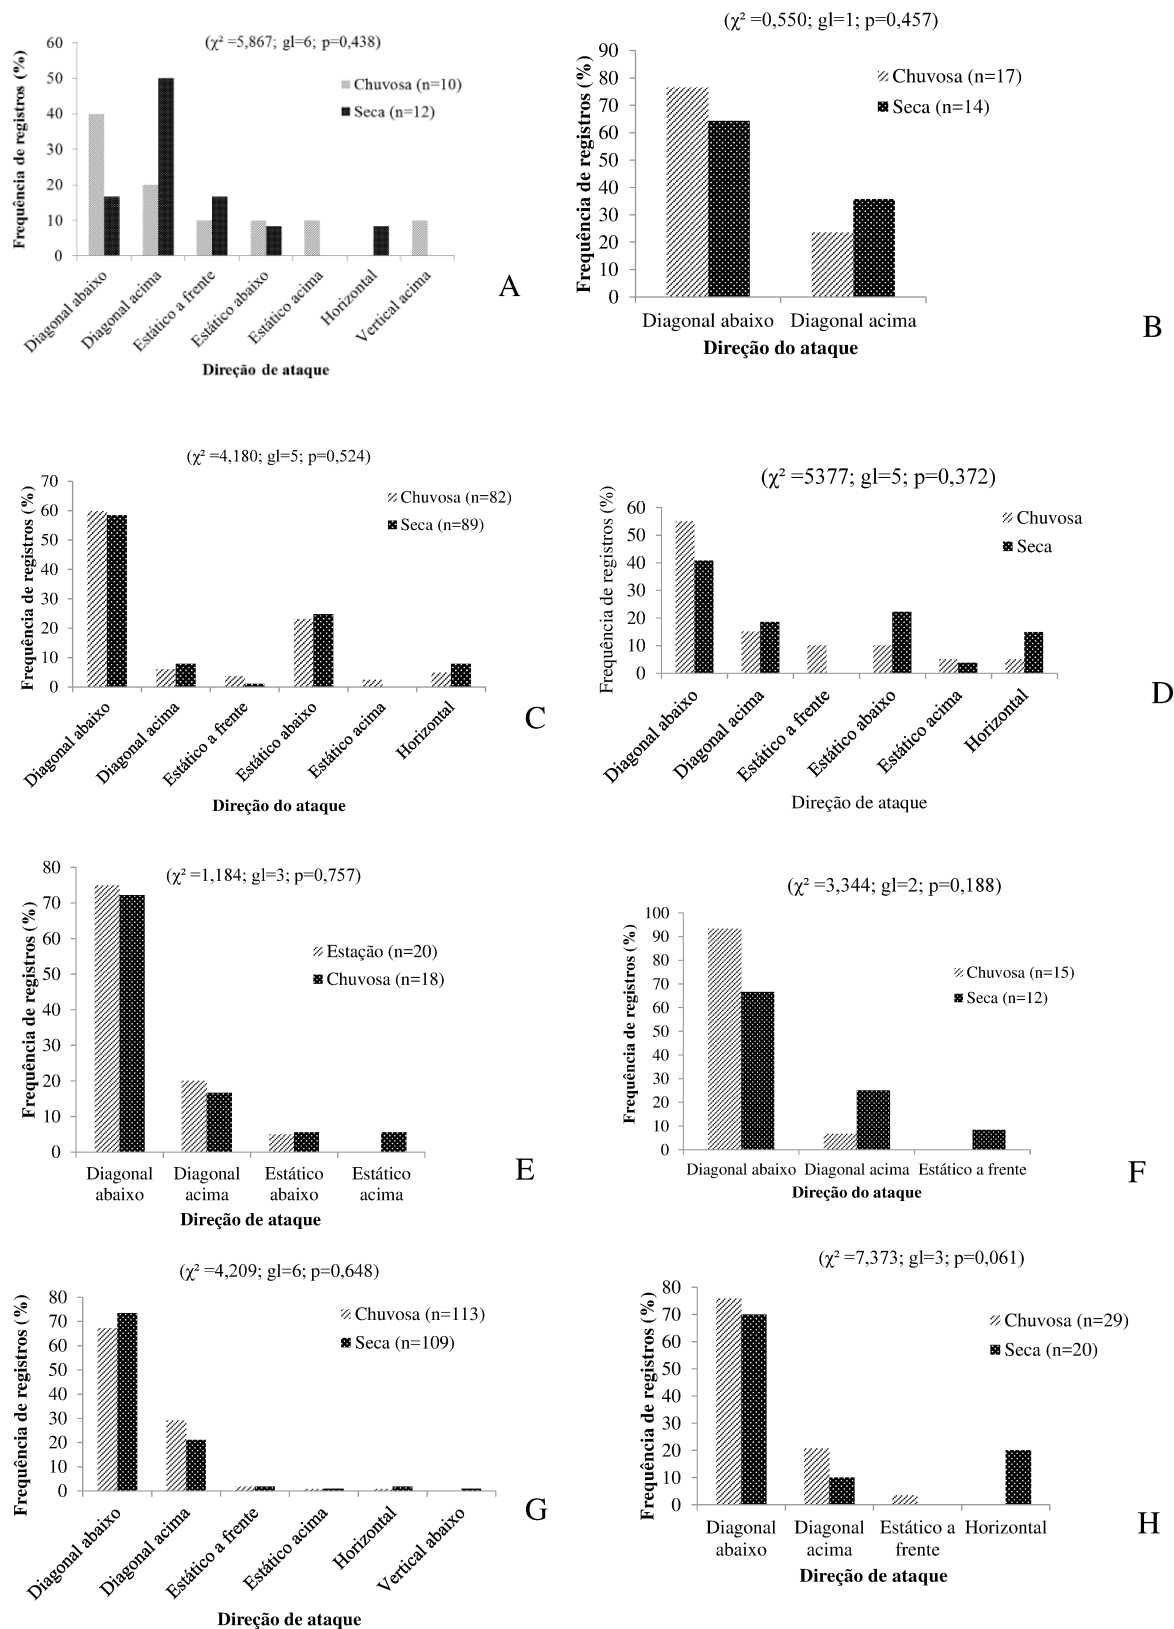 (χ² =5,867; gl=6; p=0,438)
Frequência de registros (%)
60
50
40
30
20
10
0
Chuvosa (n=10)
Seca (n=12)
Diagonal abaixo
Diagonal acima
Estático a frente
Estático abaixo
Estático acima
Horizontal
Vertical acima
Direção de ataque
A
(χ² =0,550; gl=1; p=0,457)
Frequência de registros (%)
90
80
70
60
50
40
30
20
10
0
Chuvosa (n=17)
Seca (n=14)
Diagonal abaixo
Diagonal acima
Direção do ataque
B
(χ² =4,180; gl=5; p=0,524)
Frequência de registros (%)
70
60
50
40
30
20
10
0
Chuvosa (n=82)
Seca (n=89)
Diagonal abaixo
Diagonal acima
Estático a frente
Estático abaixo
Estático acima
Horizontal
Direção do ataque
C
(χ² =5377; gl=5; p=0,372)
Frequência de registros (%)
60
50
40
30
20
10
0
Chuvosa
Seca
Diagonal abaixo
Diagonal acima
Estático a frente
Estático abaixo
Estático acima
Horizontal
Direção de ataque
D
(χ² =1,184; gl=3; p=0,757)
Frequência de registros (%)
80
70
60
50
40
30
20
10
0
Estação (n=20)
Chuvosa (n=18)
Diagonal abaixo
Diagonal acima
Estático abaixo
Estático acima
Direção de ataque
E
(χ² =3,344; gl=2; p=0,188)
Frequência de registros (%)
100
90
80
70
60
50
40
30
20
10
0
Chuvosa (n=15)
Seca (n=12)
Diagonal abaixo
Diagonal acima
Estático a frente
Direção do ataque
F
(χ² =4,209; gl=6; p=0,648)
Frequência de registros (%)
80
70
60
50
40
30
20
10
0
Chuvosa (n=113)
Seca (n=109)
Diagonal abaixo
Diagonal acima
Estático a frente
Estático acima
Horizontal
Vertical abaixo
Direção de ataque
G
(χ² =7,373; gl=3; p=0,061)
Frequência de registros (%)
80
70
60
50
40
30
20
10
0
Chuvosa (n=29)
Seca (n=20)
Diagonal abaixo
Diagonal acima
Estático a frente
Horizontal
Direção de ataque
H